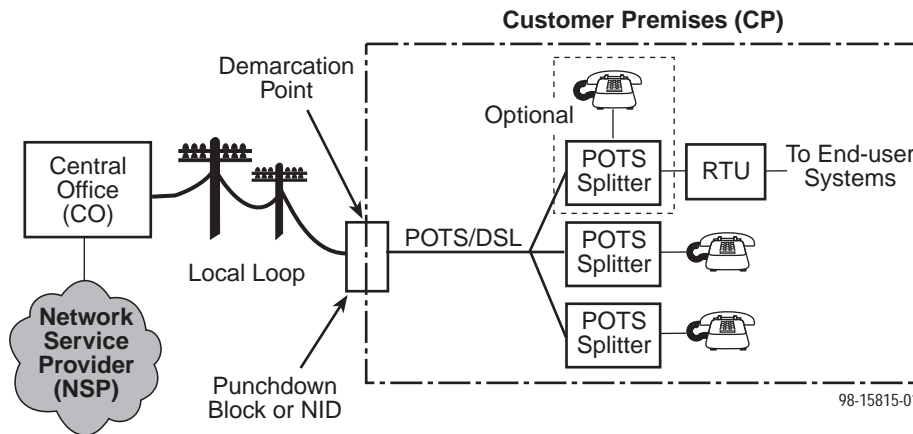 Customer Premises (CP)
Demarcation
Point
Optional
Central
Office
(CO)
POTS
Splitter
RTU
To End-user
Systems
POTS/DSL
POTS
Splitter
Local Loop
Network
Service
Provider
(NSP)
POTS
Splitter
Punchdown
Block or NID